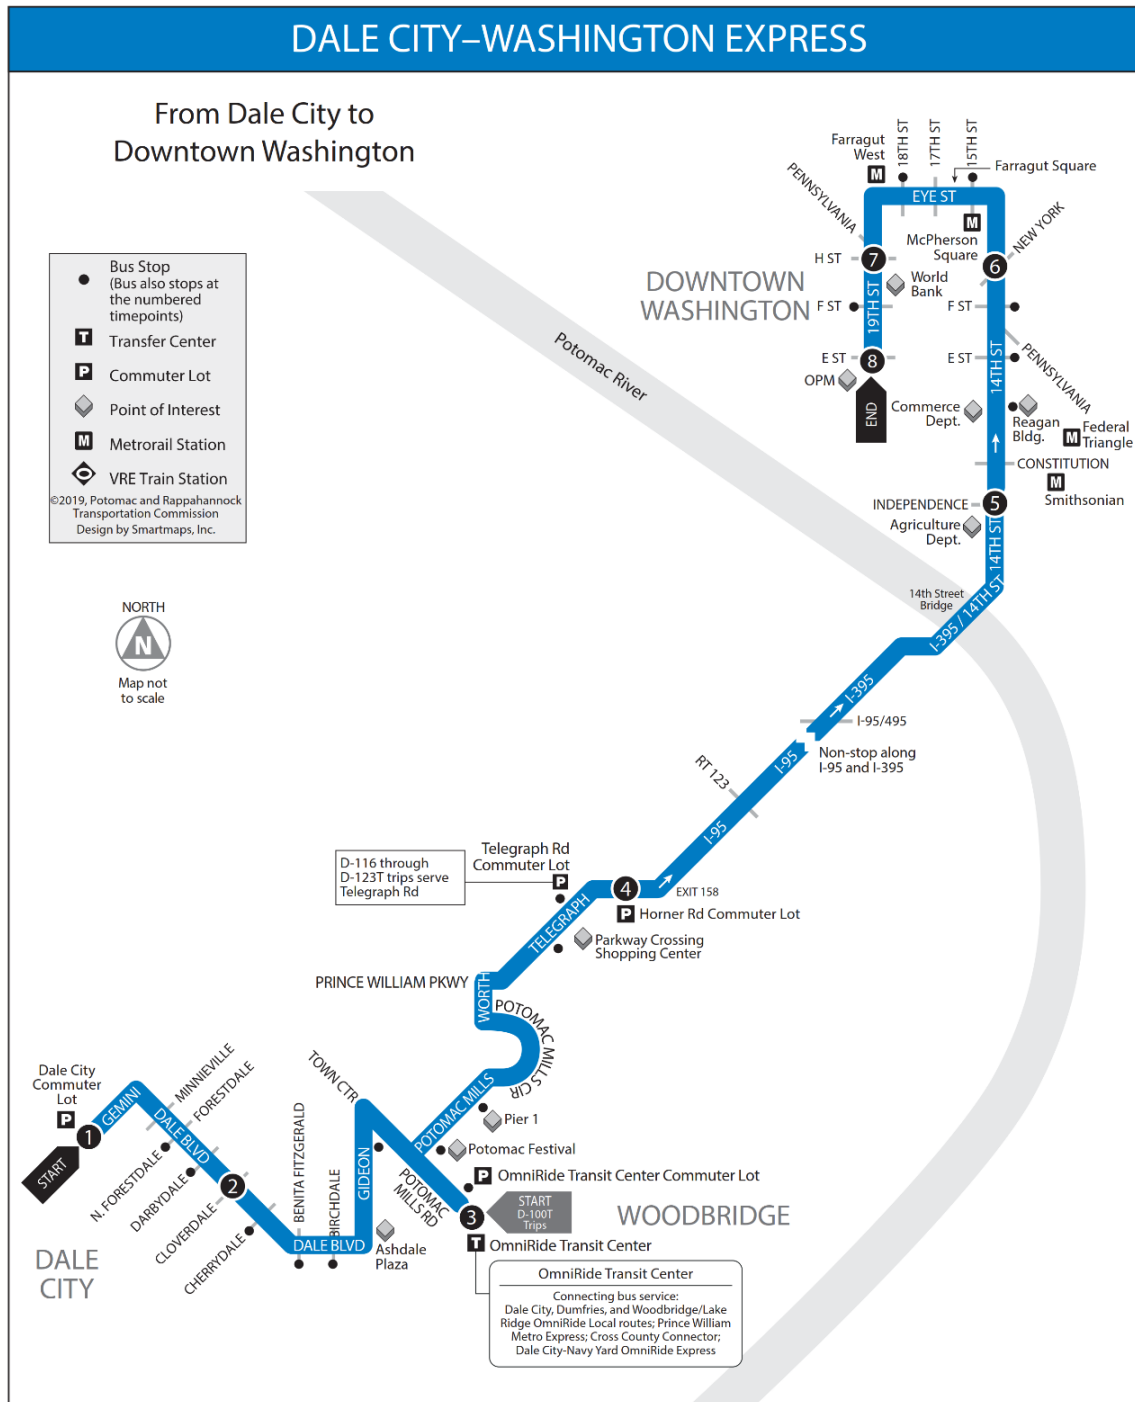 DALE CITY–WASHINGTON EXPRESS
From Dale City to
Downtown Washington
Bus Stop
(Bus also stops at
the numbered
timepoints)
T Transfer Center
P Commuter Lot
Point of Interest
M Metrorail Station
VRE Train Station
©2019, Potomac and Rappahannock
Transportation Commission
Design by Smartmaps, Inc.
NORTH
N
Map not
to scale
Farragut
West
M
18TH ST
17TH ST
15TH ST
Farragut Square
EYE ST
PENNSYLVANIA
M
McPherson
Square
NEW YORK
H ST
7
6
World
Bank
DOWNTOWN
WASHINGTON
F ST
19TH ST
F ST
E ST
8
E ST
14TH ST
PENNSYLVANIA
OPM
END
Commerce
Dept.
Reagan
Bldg.
M
Federal
Triangle
CONSTITUTION
M
Smithsonian
INDEPENDENCE
5
Agriculture
Dept.
14TH ST
Potomac River
14th Street
Bridge
I-395 / 14TH ST
I-395
I-95/495
Non-stop along
I-95 and I-395
I-95
RT 123
I-95
Telegraph Rd
Commuter Lot
P
D-116 through
D-123T trips serve
Telegraph Rd
4
EXIT 158
P Horner Rd Commuter Lot
TELEGRAPH
Parkway Crossing
Shopping Center
PRINCE WILLIAM PKWY
WORTH
POTOMAC MILLS CIR
POTOMAC MILLS
Pier 1
Potomac Festival
TOWN CTR
P OmniRide Transit Center Commuter Lot
POTOMAC
MILLS RD
3
START
D-100T
Trips
WOODBRIDGE
T OmniRide Transit Center
OmniRide Transit Center
Connecting bus service:
Dale City, Dumfries, and Woodbridge/Lake
Ridge OmniRide Local routes; Prince William
Metro Express; Cross County Connector;
Dale City-Navy Yard OmniRide Express
Dale City
Commuter
Lot
P
1
START
GEMINI
MINNIEVILLE
FORESTDALE
DALE BLVD
N. FORESTDALE
DARBYDALE
2
CLOVERDALE
CHERRYDALE
BENITA FITZGERALD
BIRCHDALE
DALE BLVD
GIDEON
Ashdale
Plaza
DALE
CITY